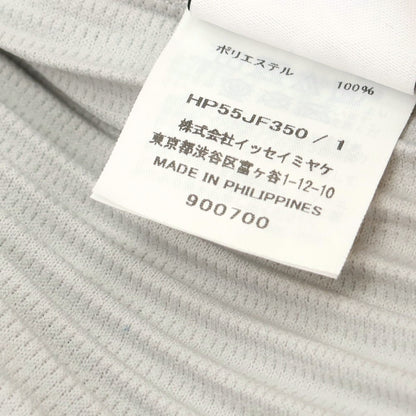 ポリエステル 100%
HP55JF350 / 1
株式会社イッセイミヤケ
東京都渋谷区富ヶ谷1-12-10
MADE IN PHILIPPINES
900700